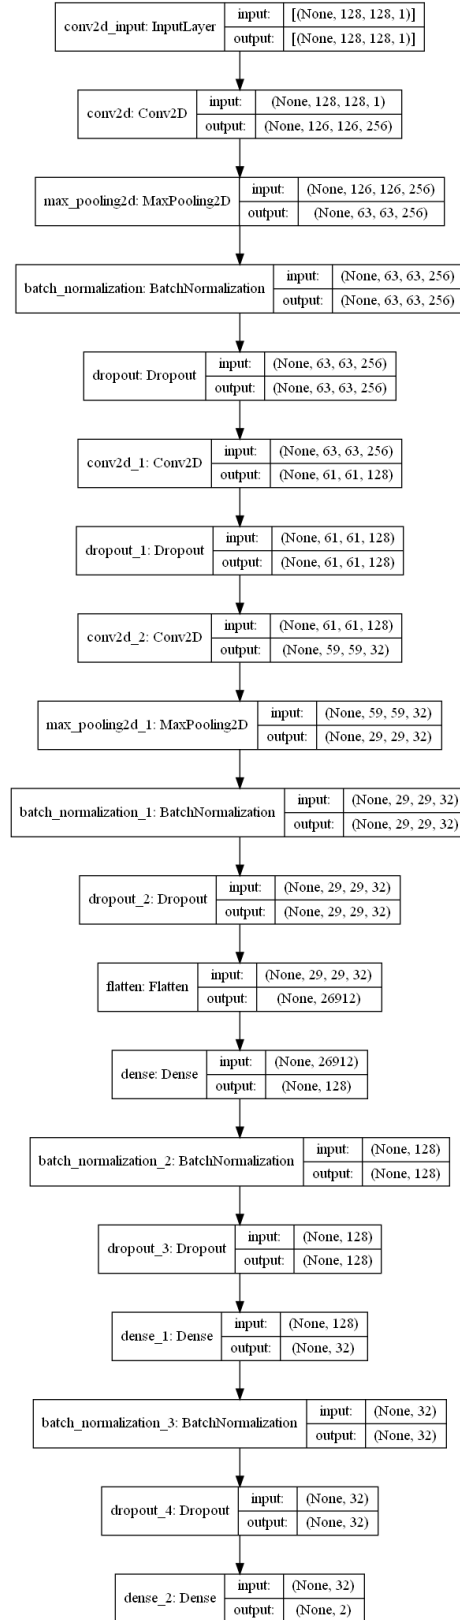 conv2d_input: InputLayer
input: [(None, 128, 128, 1)]
output: [(None, 128, 128, 1)]
conv2d: Conv2D
input: (None, 128, 128, 1)
output: (None, 126, 126, 256)
max_pooling2d: MaxPooling2D
input: (None, 126, 126, 256)
output: (None, 63, 63, 256)
batch_normalization: BatchNormalization
input: (None, 63, 63, 256)
output: (None, 63, 63, 256)
dropout: Dropout
input: (None, 63, 63, 256)
output: (None, 63, 63, 256)
conv2d_1: Conv2D
input: (None, 63, 63, 256)
output: (None, 61, 61, 128)
dropout_1: Dropout
input: (None, 61, 61, 128)
output: (None, 61, 61, 128)
conv2d_2: Conv2D
input: (None, 61, 61, 128)
output: (None, 59, 59, 32)
max_pooling2d_1: MaxPooling2D
input: (None, 59, 59, 32)
output: (None, 29, 29, 32)
batch_normalization_1: BatchNormalization
input: (None, 29, 29, 32)
output: (None, 29, 29, 32)
dropout_2: Dropout
input: (None, 29, 29, 32)
output: (None, 29, 29, 32)
flatten: Flatten
input: (None, 29, 29, 32)
output: (None, 26912)
dense: Dense
input: (None, 26912)
output: (None, 128)
batch_normalization_2: BatchNormalization
input: (None, 128)
output: (None, 128)
dropout_3: Dropout
input: (None, 128)
output: (None, 128)
dense_1: Dense
input: (None, 128)
output: (None, 32)
batch_normalization_3: BatchNormalization
input: (None, 32)
output: (None, 32)
dropout_4: Dropout
input: (None, 32)
output: (None, 32)
dense_2: Dense
input: (None, 32)
output: (None, 2)